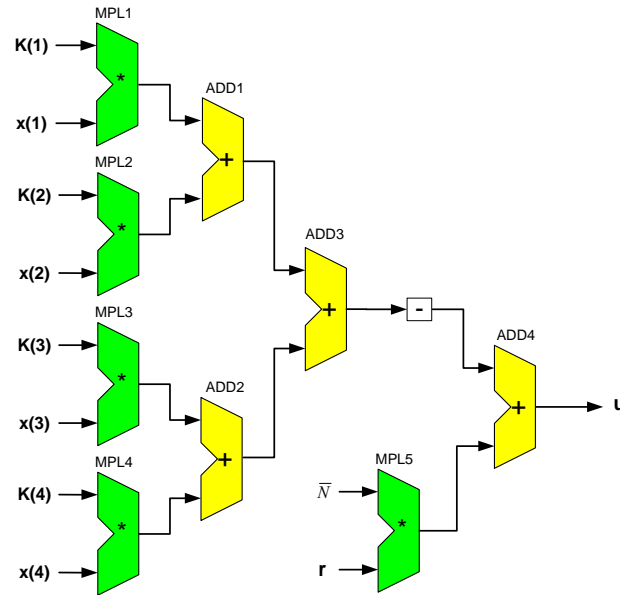 MPL1
K(1)
*
x(1)
ADD1
+
MPL2
K(2)
*
x(2)
ADD3
+
-
MPL3
K(3)
*
x(3)
ADD2
+
ADD4
+
u
MPL4
K(4)
*
x(4)
MPL5
N̅
*
r